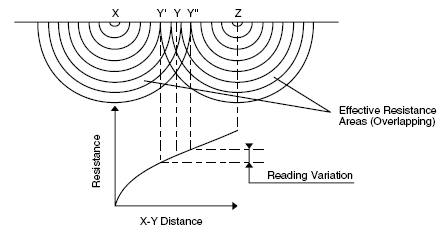 X Y' Y Y" Z
Effective Resistance
Areas (Overlapping)
Resistance
Reading Variation
X-Y Distance